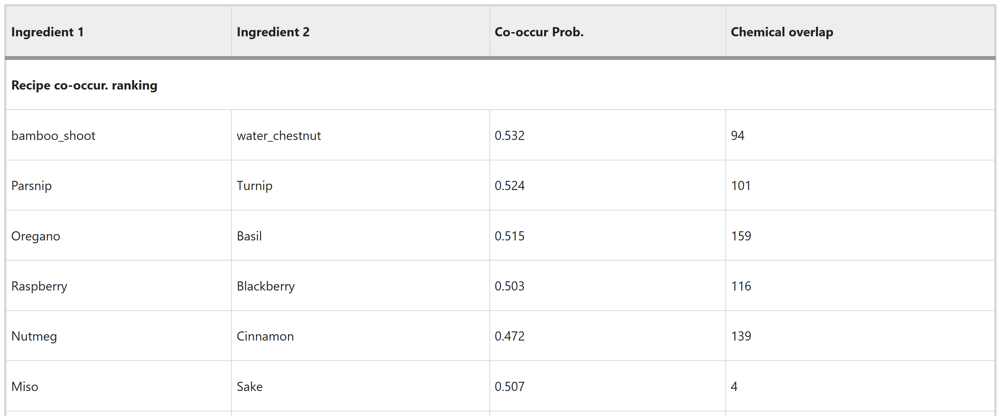 Ingredient 1 Ingredient 2 Co-occur Prob. Chemical overlap
Recipe co-occur. ranking
bamboo_shoot water_chestnut 0.532 94
Parsnip Turnip 0.524 101
Oregano Basil 0.515 159
Raspberry Blackberry 0.503 116
Nutmeg Cinnamon 0.472 139
Miso Sake 0.507 4